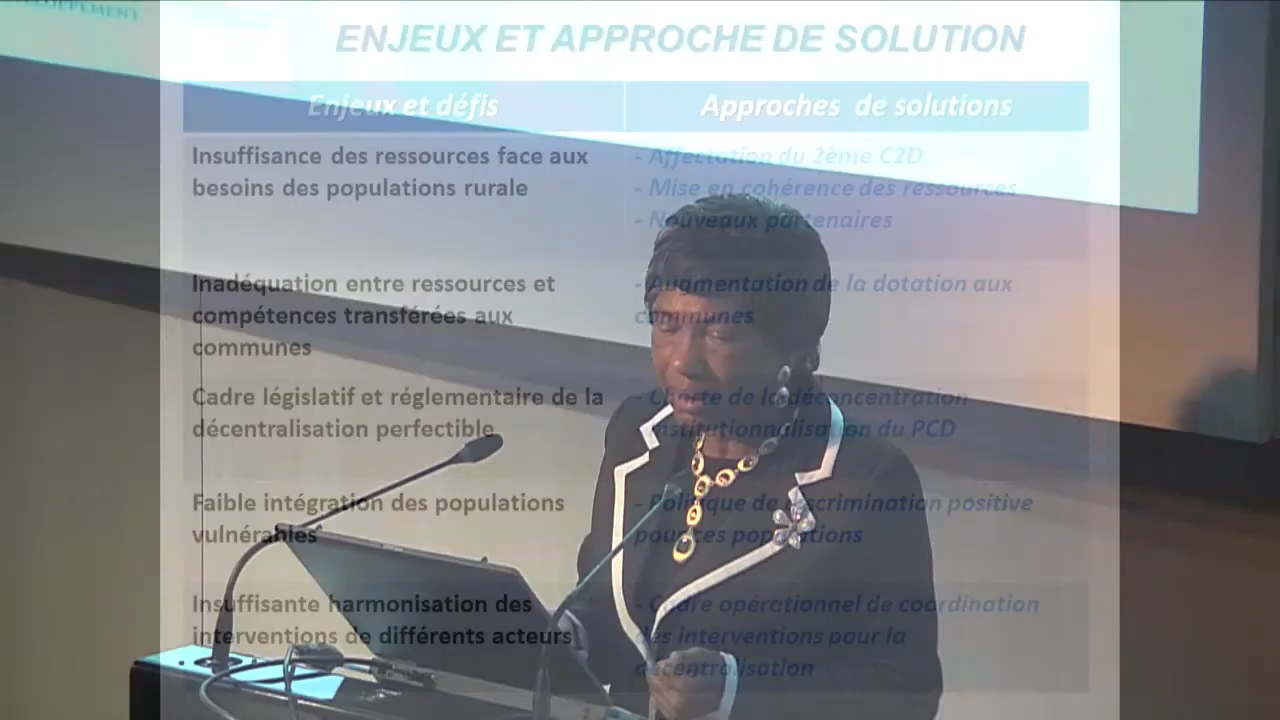 DÉVELOPPEMENT
ENJEUX ET APPROCHE DE SOLUTION
Enjeux et défis
Approches de solutions
Insuffisance des ressources face aux
besoins des populations rurale
- Affectation du 2ème C2D
- Mise en cohérence des ressources
- Nouveaux partenaires
Inadéquation entre ressources et
compétences transférées aux
communes
- Augmentation de la dotation aux
communes
Cadre législatif et réglementaire de la
décentralisation perfectible
- Charte de la déconcentration
Institutionnalisation du PCD
Faible intégration des populations
vulnérables
- Politique de discrimination positive
pour ces populations
Insuffisante harmonisation des
interventions de différents acteurs
- Cadre opérationnel de coordination
des interventions pour la
décentralisation